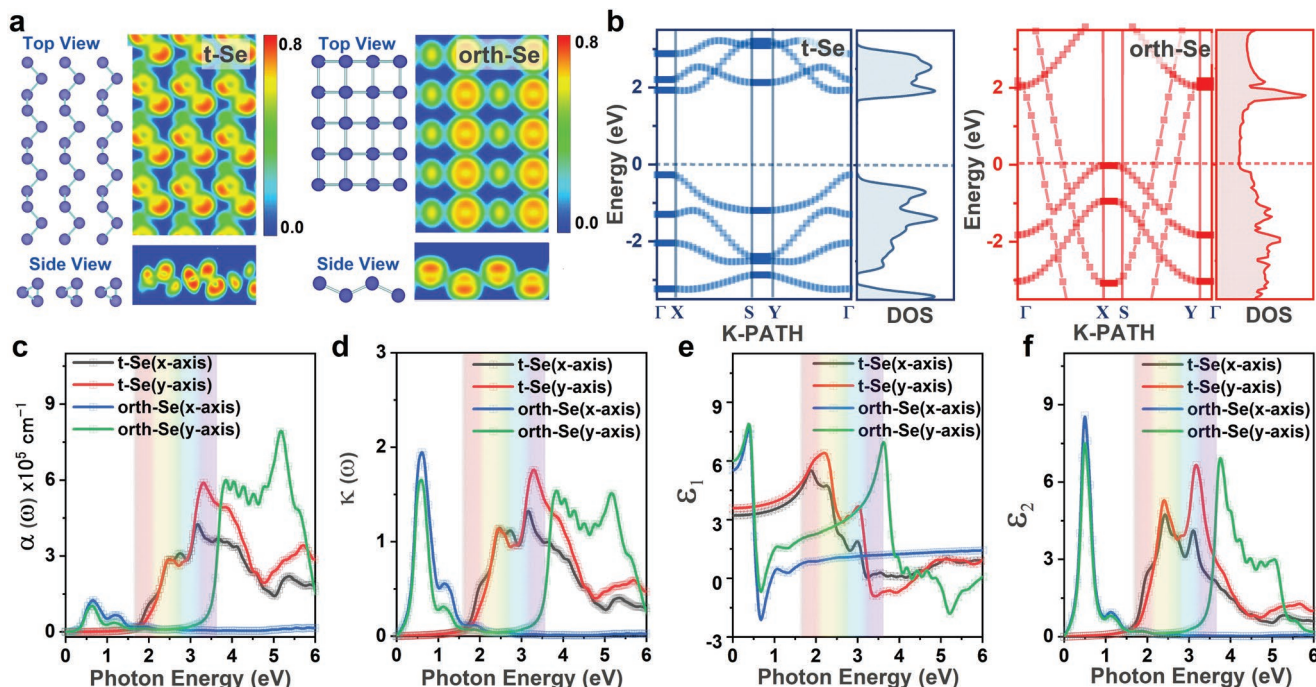 a
Top View
t-Se
0.8
0.0
Side View
Top View
orth-Se
0.8
0.0
Side View
b
t-Se
Energy (eV)
2
0
-2
Γ X S Y Γ
K-PATH
DOS
orth-Se
Energy (eV)
2
0
-2
Γ X S Y Γ
K-PATH
DOS
c
t-Se(x-axis)
t-Se(y-axis)
orth-Se(x-axis)
orth-Se(y-axis)
α (ω) ×10⁵ cm⁻¹
9
6
3
0
0 1 2 3 4 5 6
Photon Energy (eV)
d
t-Se(x-axis)
t-Se(y-axis)
orth-Se(x-axis)
orth-Se(y-axis)
κ (ω)
3
2
1
0
0 1 2 3 4 5 6
Photon Energy (eV)
e
t-Se(x-axis)
t-Se(y-axis)
orth-Se(x-axis)
orth-Se(y-axis)
ε₁
9
6
3
0
-3
0 1 2 3 4 5 6
Photon Energy (eV)
f
t-Se(x-axis)
t-Se(y-axis)
orth-Se(x-axis)
orth-Se(y-axis)
ε₂
9
6
3
0
0 1 2 3 4 5 6
Photon Energy (eV)